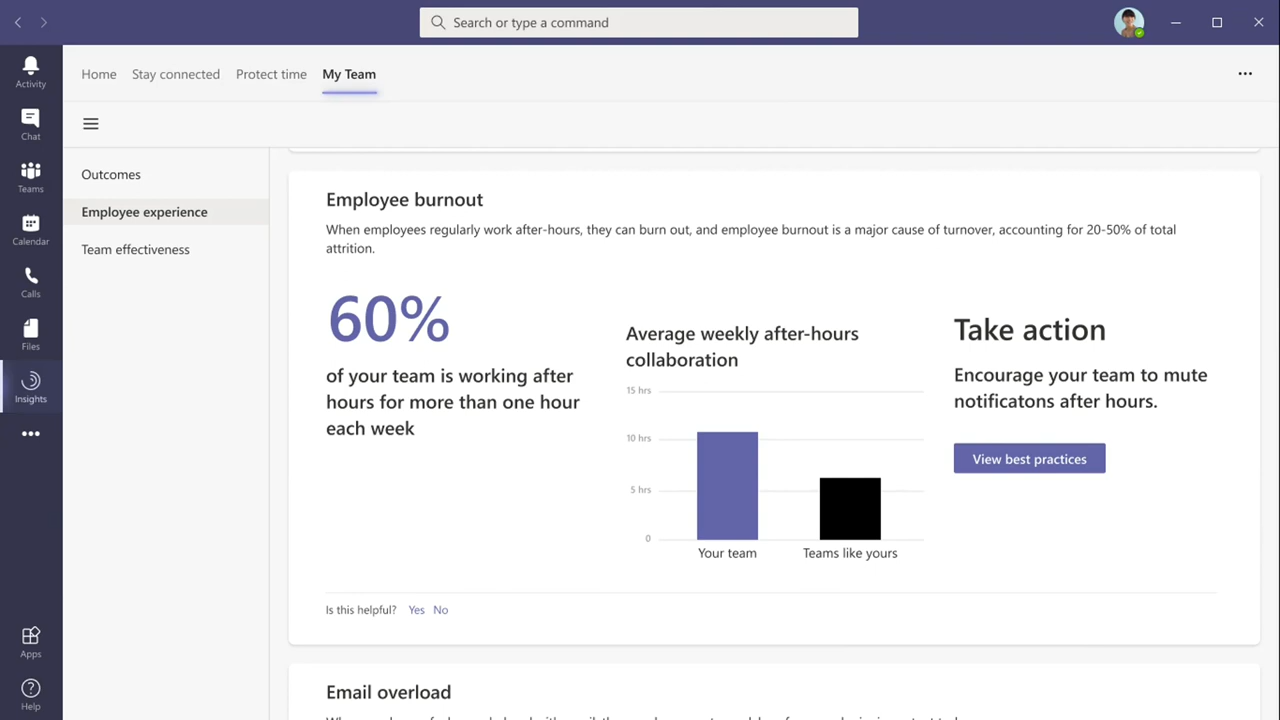 Search or type a command
Activity
Chat
Teams
Calendar
Calls
Files
Insights
Apps
Help
Home Stay connected Protect time My Team
Outcomes
Employee experience
Team effectiveness
Employee burnout
When employees regularly work after-hours, they can burn out, and employee burnout is a major cause of turnover, accounting for 20-50% of total
attrition.
60%
of your team is working after
hours for more than one hour
each week
Average weekly after-hours
collaboration
15 hrs
10 hrs
5 hrs
0
Your team Teams like yours
Take action
Encourage your team to mute
notificatons after hours.
View best practices
Is this helpful? Yes No
Email overload